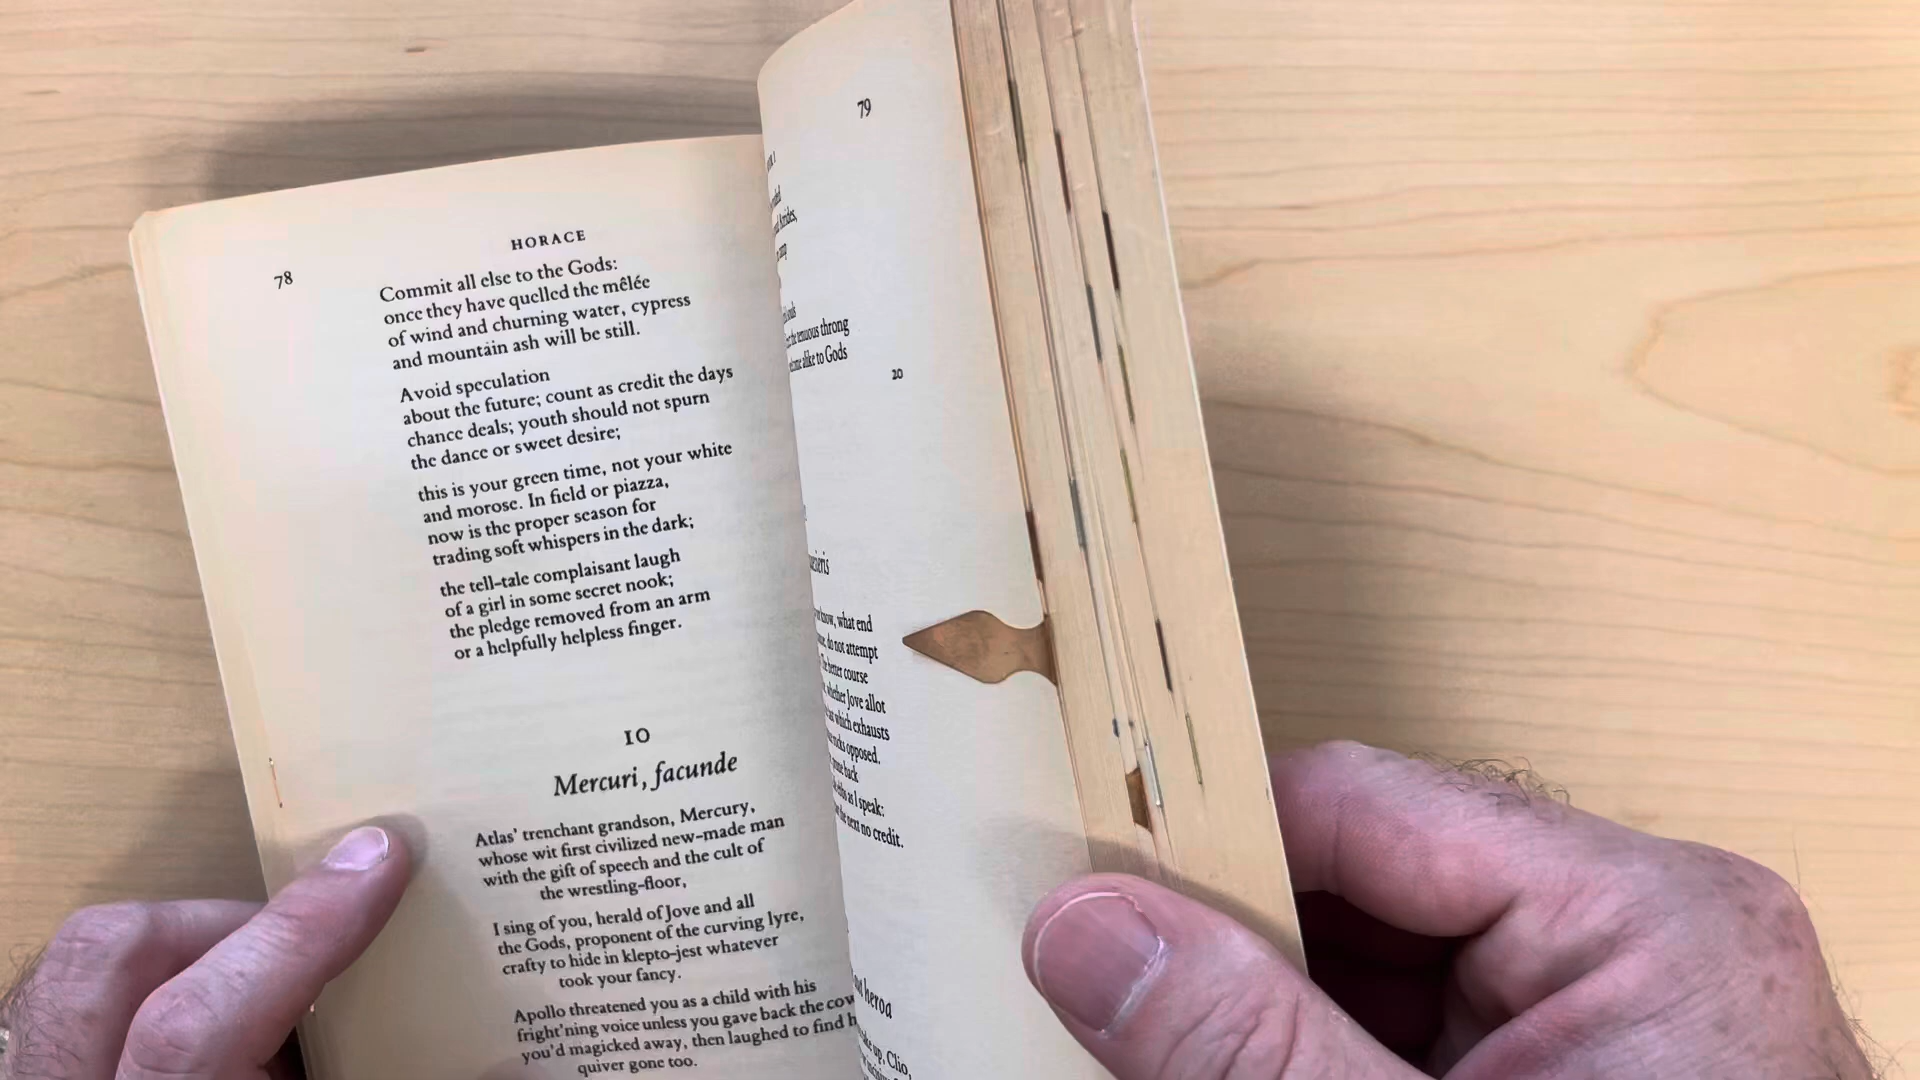 78
HORACE
Commit all else to the Gods:
once they have quelled the mêlée
of wind and churning water, cypress
and mountain ash will be still.
Avoid speculation
about the future; count as credit the days
chance deals; youth should not spurn
the dance or sweet desire;
this is your green time, not your white
and morose. In field or piazza,
now is the proper season for
trading soft whispers in the dark;
the tell-tale complaisant laugh
of a girl in some secret nook;
the pledge removed from an arm
or a helpfully helpless finger.
10
Mercuri, facunde
Atlas' trenchant grandson, Mercury,
whose wit first civilized new-made man
with the gift of speech and the cult of
the wrestling-floor,
I sing of you, herald of Jove and all
the Gods, proponent of the curving lyre,
crafty to hide in klepto-jest whatever
took your fancy.
Apollo threatened you as a child with his
fright'ning voice unless you gave back the
you'd magicked away, then laughed to find
quiver gone too.
79
the tenuous throng
alike to Gods
20
know, what end
do not attempt
The better course
whether Jove allot
which exhausts
opposed.
back
as I speak:
the next no credit.
heroa
up, Clio,